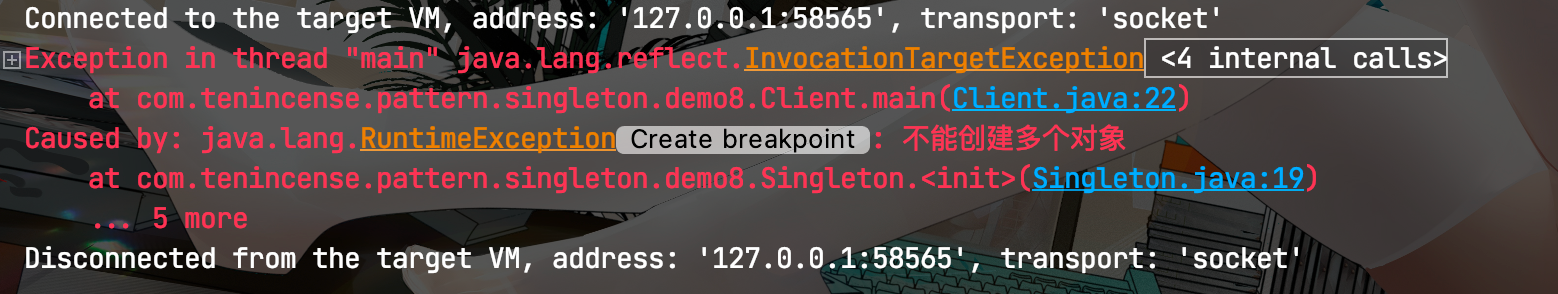 Connected to the target VM, address: '127.0.0.1:58565', transport: 'socket'
Exception in thread "main" java.lang.reflect.InvocationTargetException <4 internal calls>
at com.tenincense.pattern.singleton.demo8.Client.main(Client.java:22)
Caused by: java.lang.RuntimeException Create breakpoint : 不能创建多个对象
at com.tenincense.pattern.singleton.demo8.Singleton.<init>(Singleton.java:19)
... 5 more
Disconnected from the target VM, address: '127.0.0.1:58565', transport: 'socket'